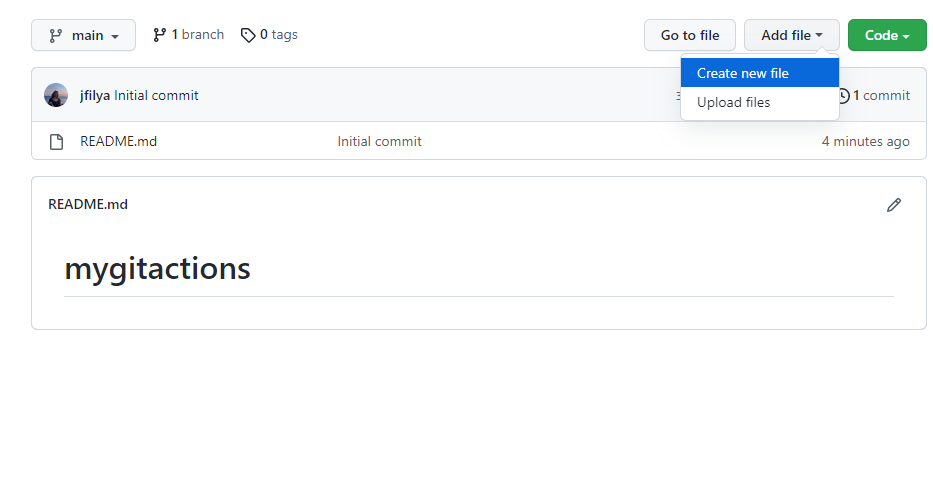 main 1 branch 0 tags Go to file Add file Code
Create new file
jfilya Initial commit 1 commit
Upload files
README.md Initial commit 4 minutes ago
README.md
mygitactions